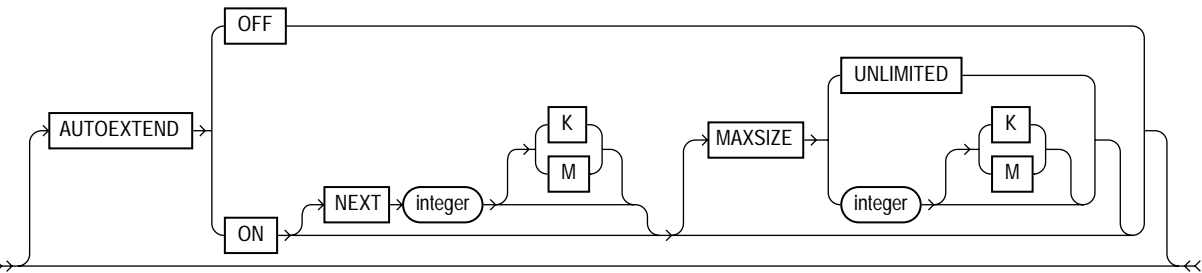 OFF
UNLIMITED
K K
AUTOEXTEND MAXSIZE
M M
NEXT integer integer
ON